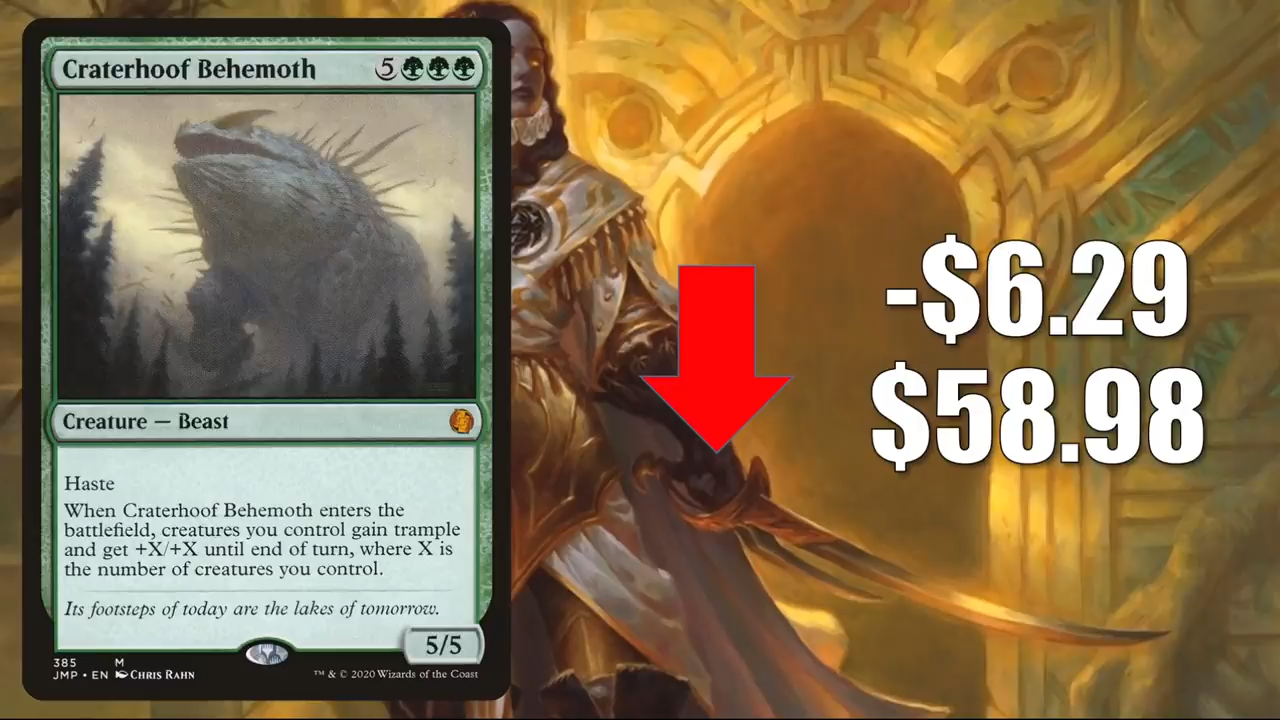 Craterhoof Behemoth 5
Creature — Beast
Haste
When Craterhoof Behemoth enters the
battlefield, creatures you control gain trample
and get +X/+X until end of turn, where X is
the number of creatures you control.
Its footsteps of today are the lakes of tomorrow.
5/5
385 M
JMP • EN Chris Rahn
™ & © 2020 Wizards of the Coast
-$6.29
$58.98